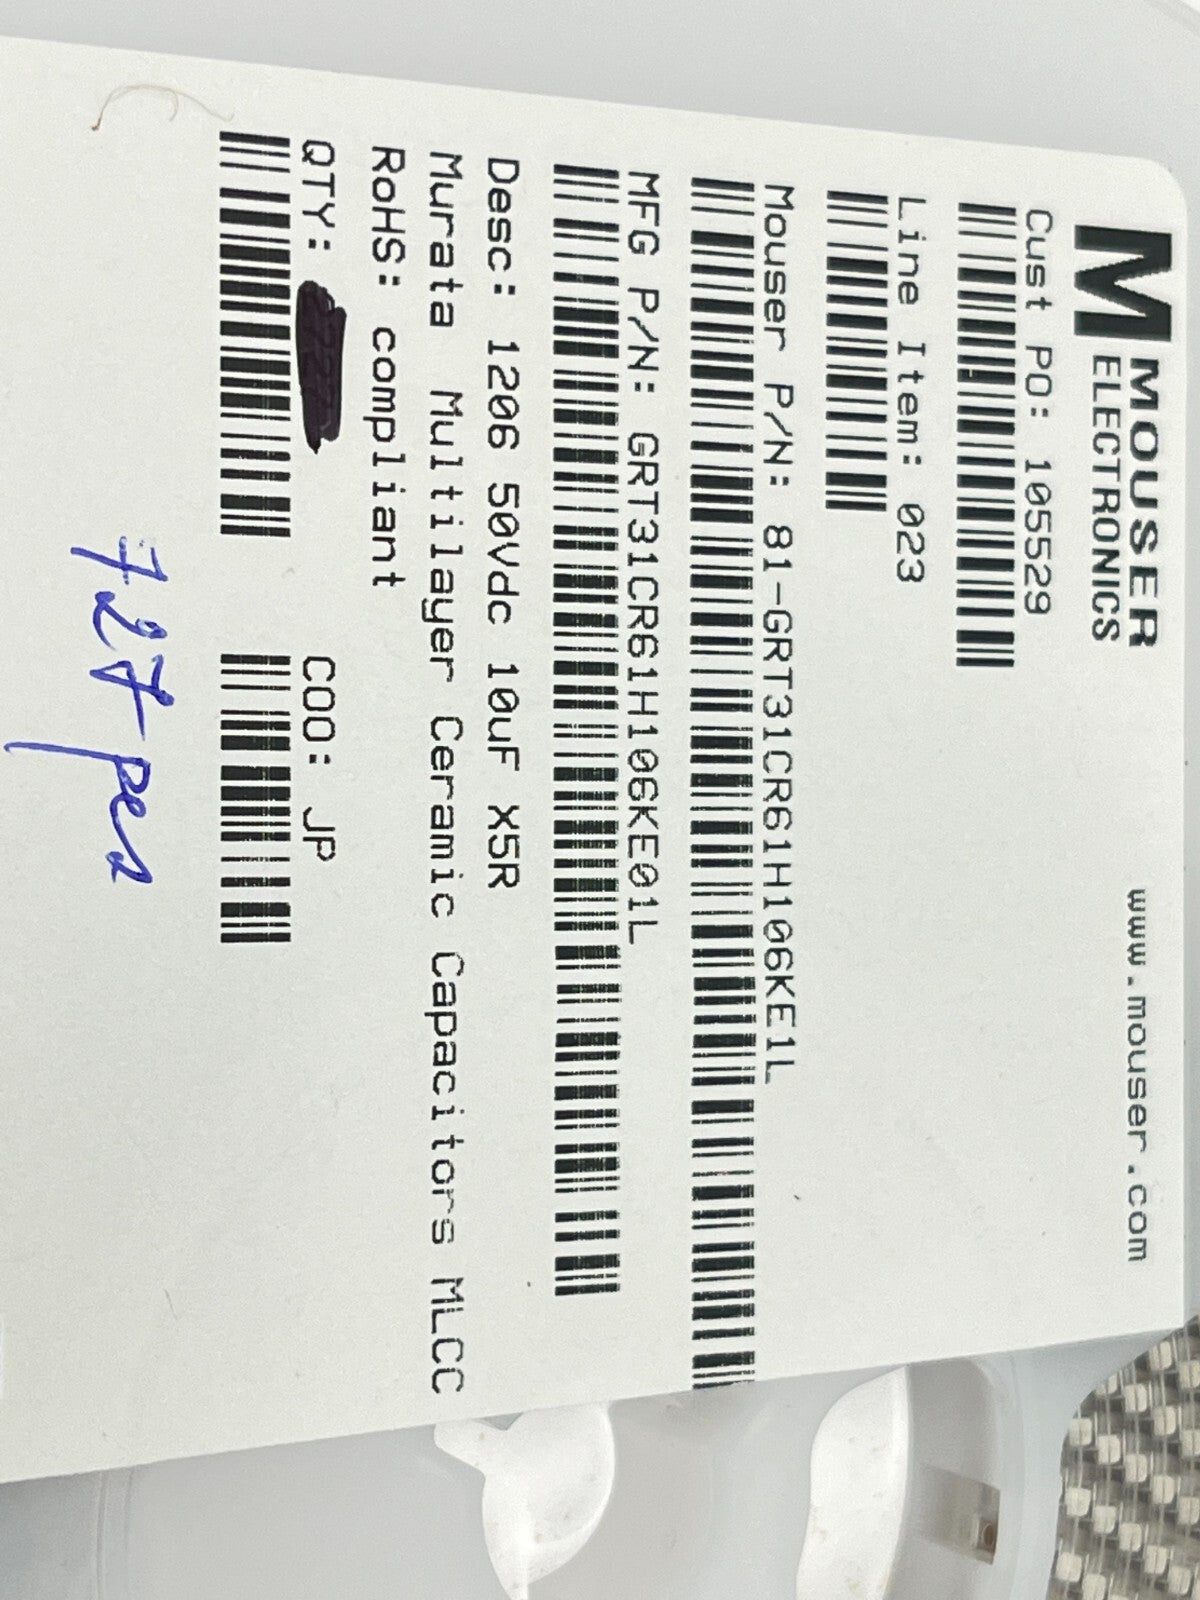 MOUSER
ELECTRONICS
www.mouser.com
Cust PO: 105529
Line Item: 023
Mouser P/N: 81-GRT31CR61H106KE1L
MFG P/N: GRT31CR61H106KE01L
Desc: 1206 50Vdc 10uF X5R
Murata Multilayer Ceramic Capacitors MLCC
RoHS: compliant
QTY:
COO: JP
727 pcs